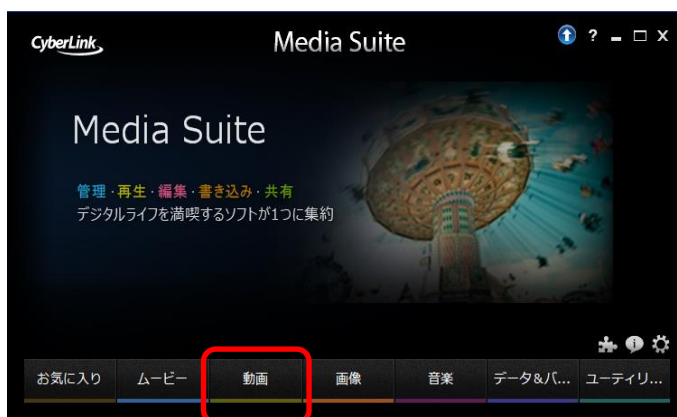 CyberLink
Media Suite
?
X
Media Suite
管理・再生・編集・書き込み・共有
デジタルライフを満喫するソフトが1つに集約
お気に入り
ムービー
動画
画像
音楽
データ&バ...
ユーティリ...